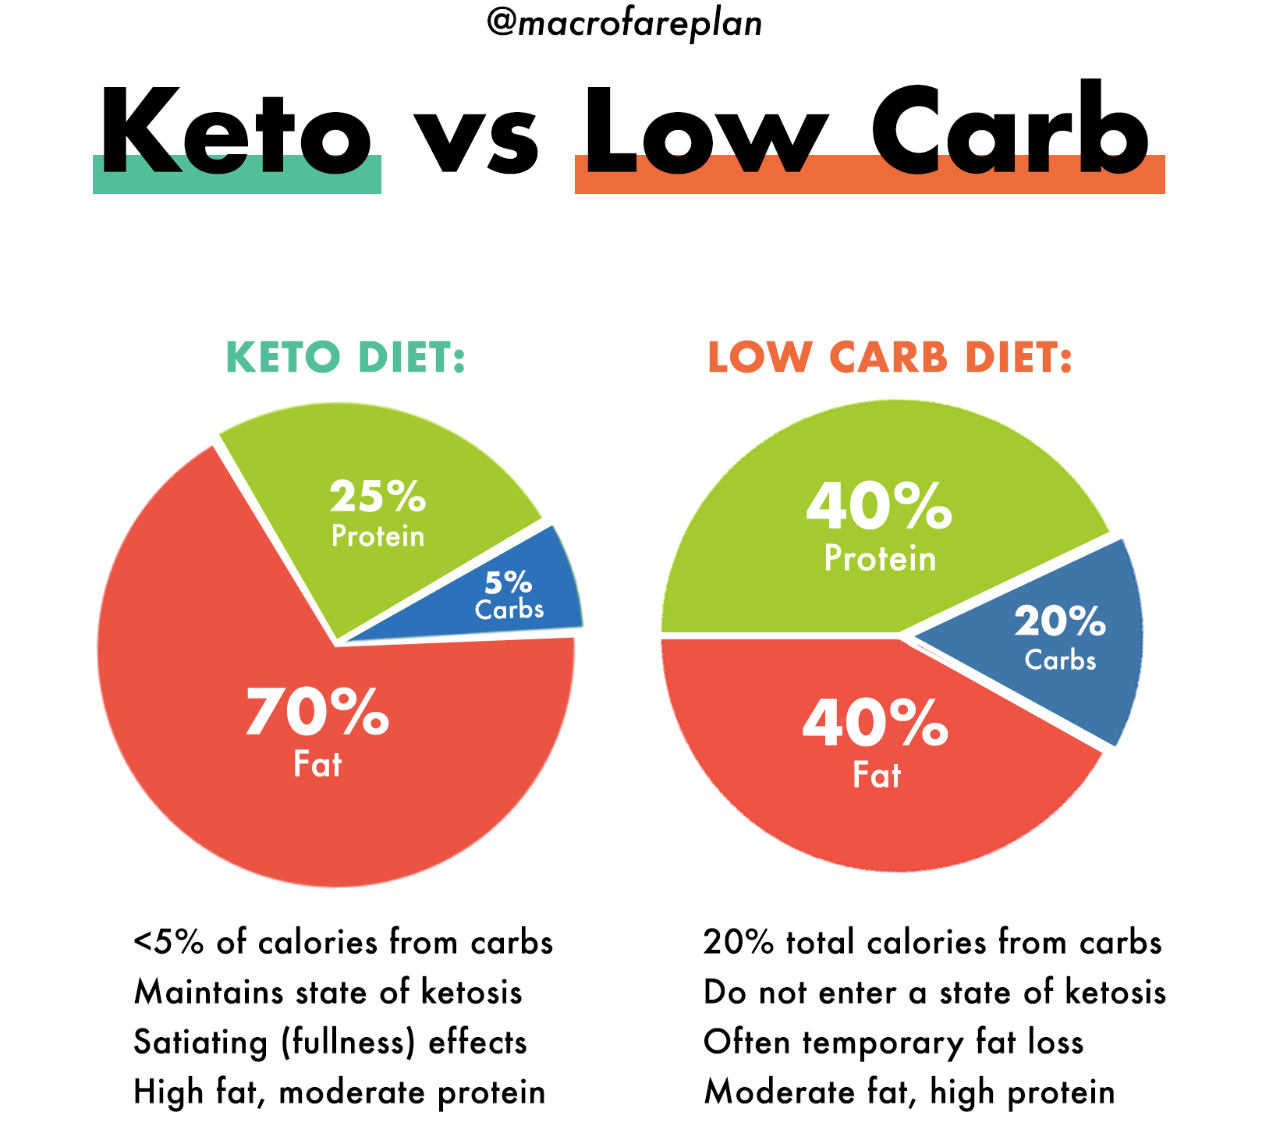 @macrofareplan
Keto vs Low Carb
KETO DIET:
25%
Protein
5%
Carbs
70%
Fat
<5% of calories from carbs
Maintains state of ketosis
Satiating (fullness) effects
High fat, moderate protein
LOW CARB DIET:
40%
Protein
20%
Carbs
40%
Fat
20% total calories from carbs
Do not enter a state of ketosis
Often temporary fat loss
Moderate fat, high protein